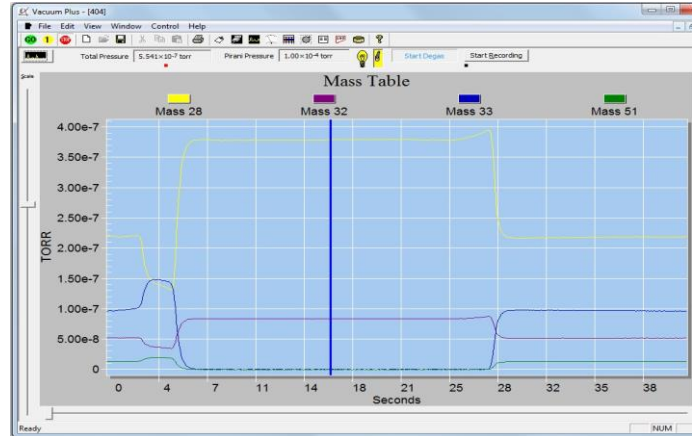 Vacuum Plus - [404]
File Edit View Window Control Help
GO 1
Total Pressure 5.541×10⁻⁷ torr Pirani Pressure 1.00×10⁻⁴ torr Start Degas Start Recording
Scale
Mass Table
Mass 28 Mass 32 Mass 33 Mass 51
4.00e-7
3.50e-7
3.00e-7
2.50e-7
2.00e-7
1.50e-7
1.00e-7
5.00e-8
0
TORR
0 4 7 11 14 18 21 25 28 32 35 38
Seconds
Ready NUM